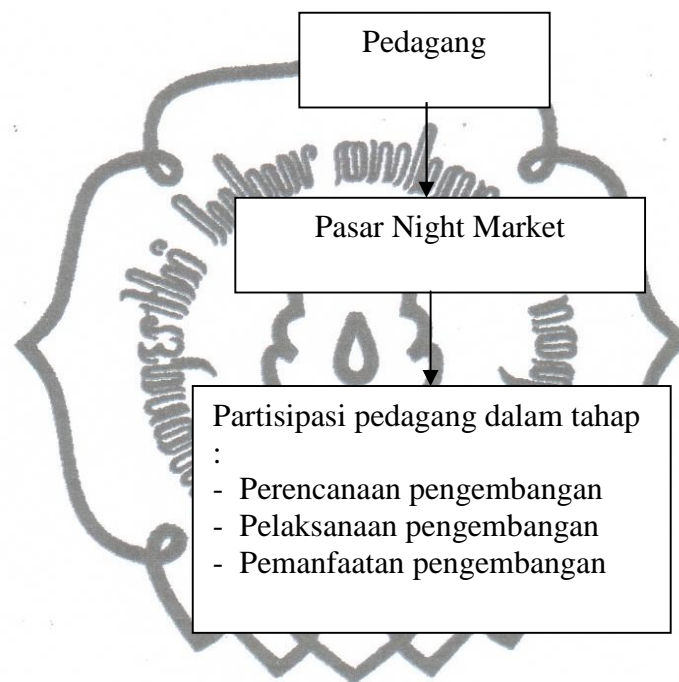 Pedagang
Pasar Night Market
Partisipasi pedagang dalam tahap
:
- Perencanaan pengembangan
- Pelaksanaan pengembangan
- Pemanfaatan pengembangan